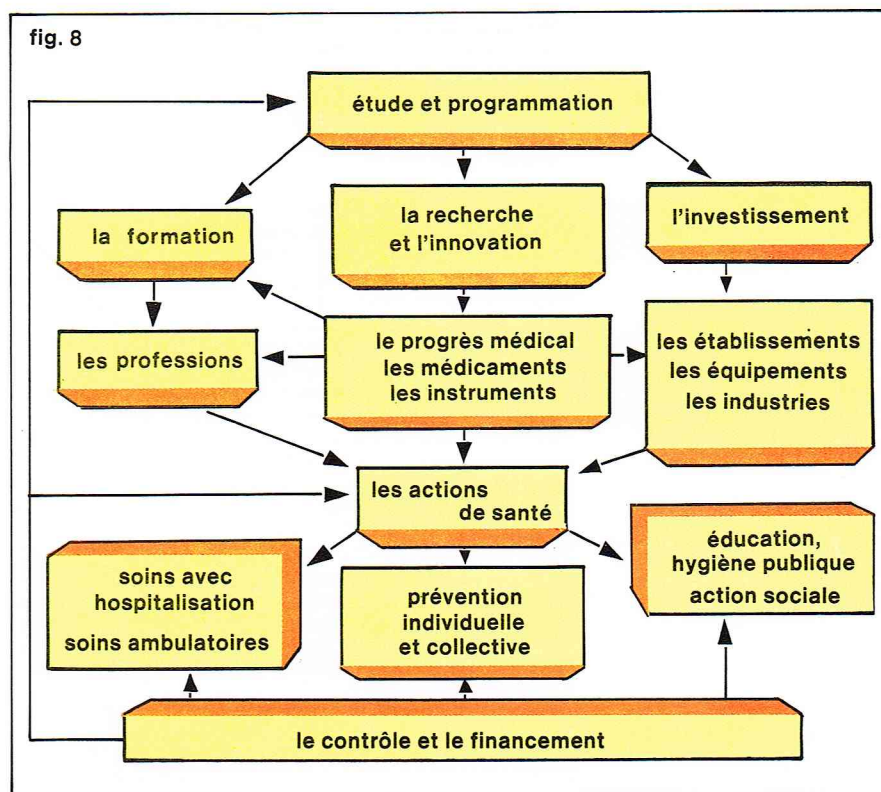 fig. 8
étude et programmation
la formation
la recherche
et l'innovation
l'investissement
les professions
le progrès médical
les médicaments
les instruments
les établissements
les équipements
les industries
les actions
de santé
soins avec
hospitalisation
soins ambulatoires
prévention
individuelle
et collective
éducation,
hygiène publique
action sociale
le contrôle et le financement